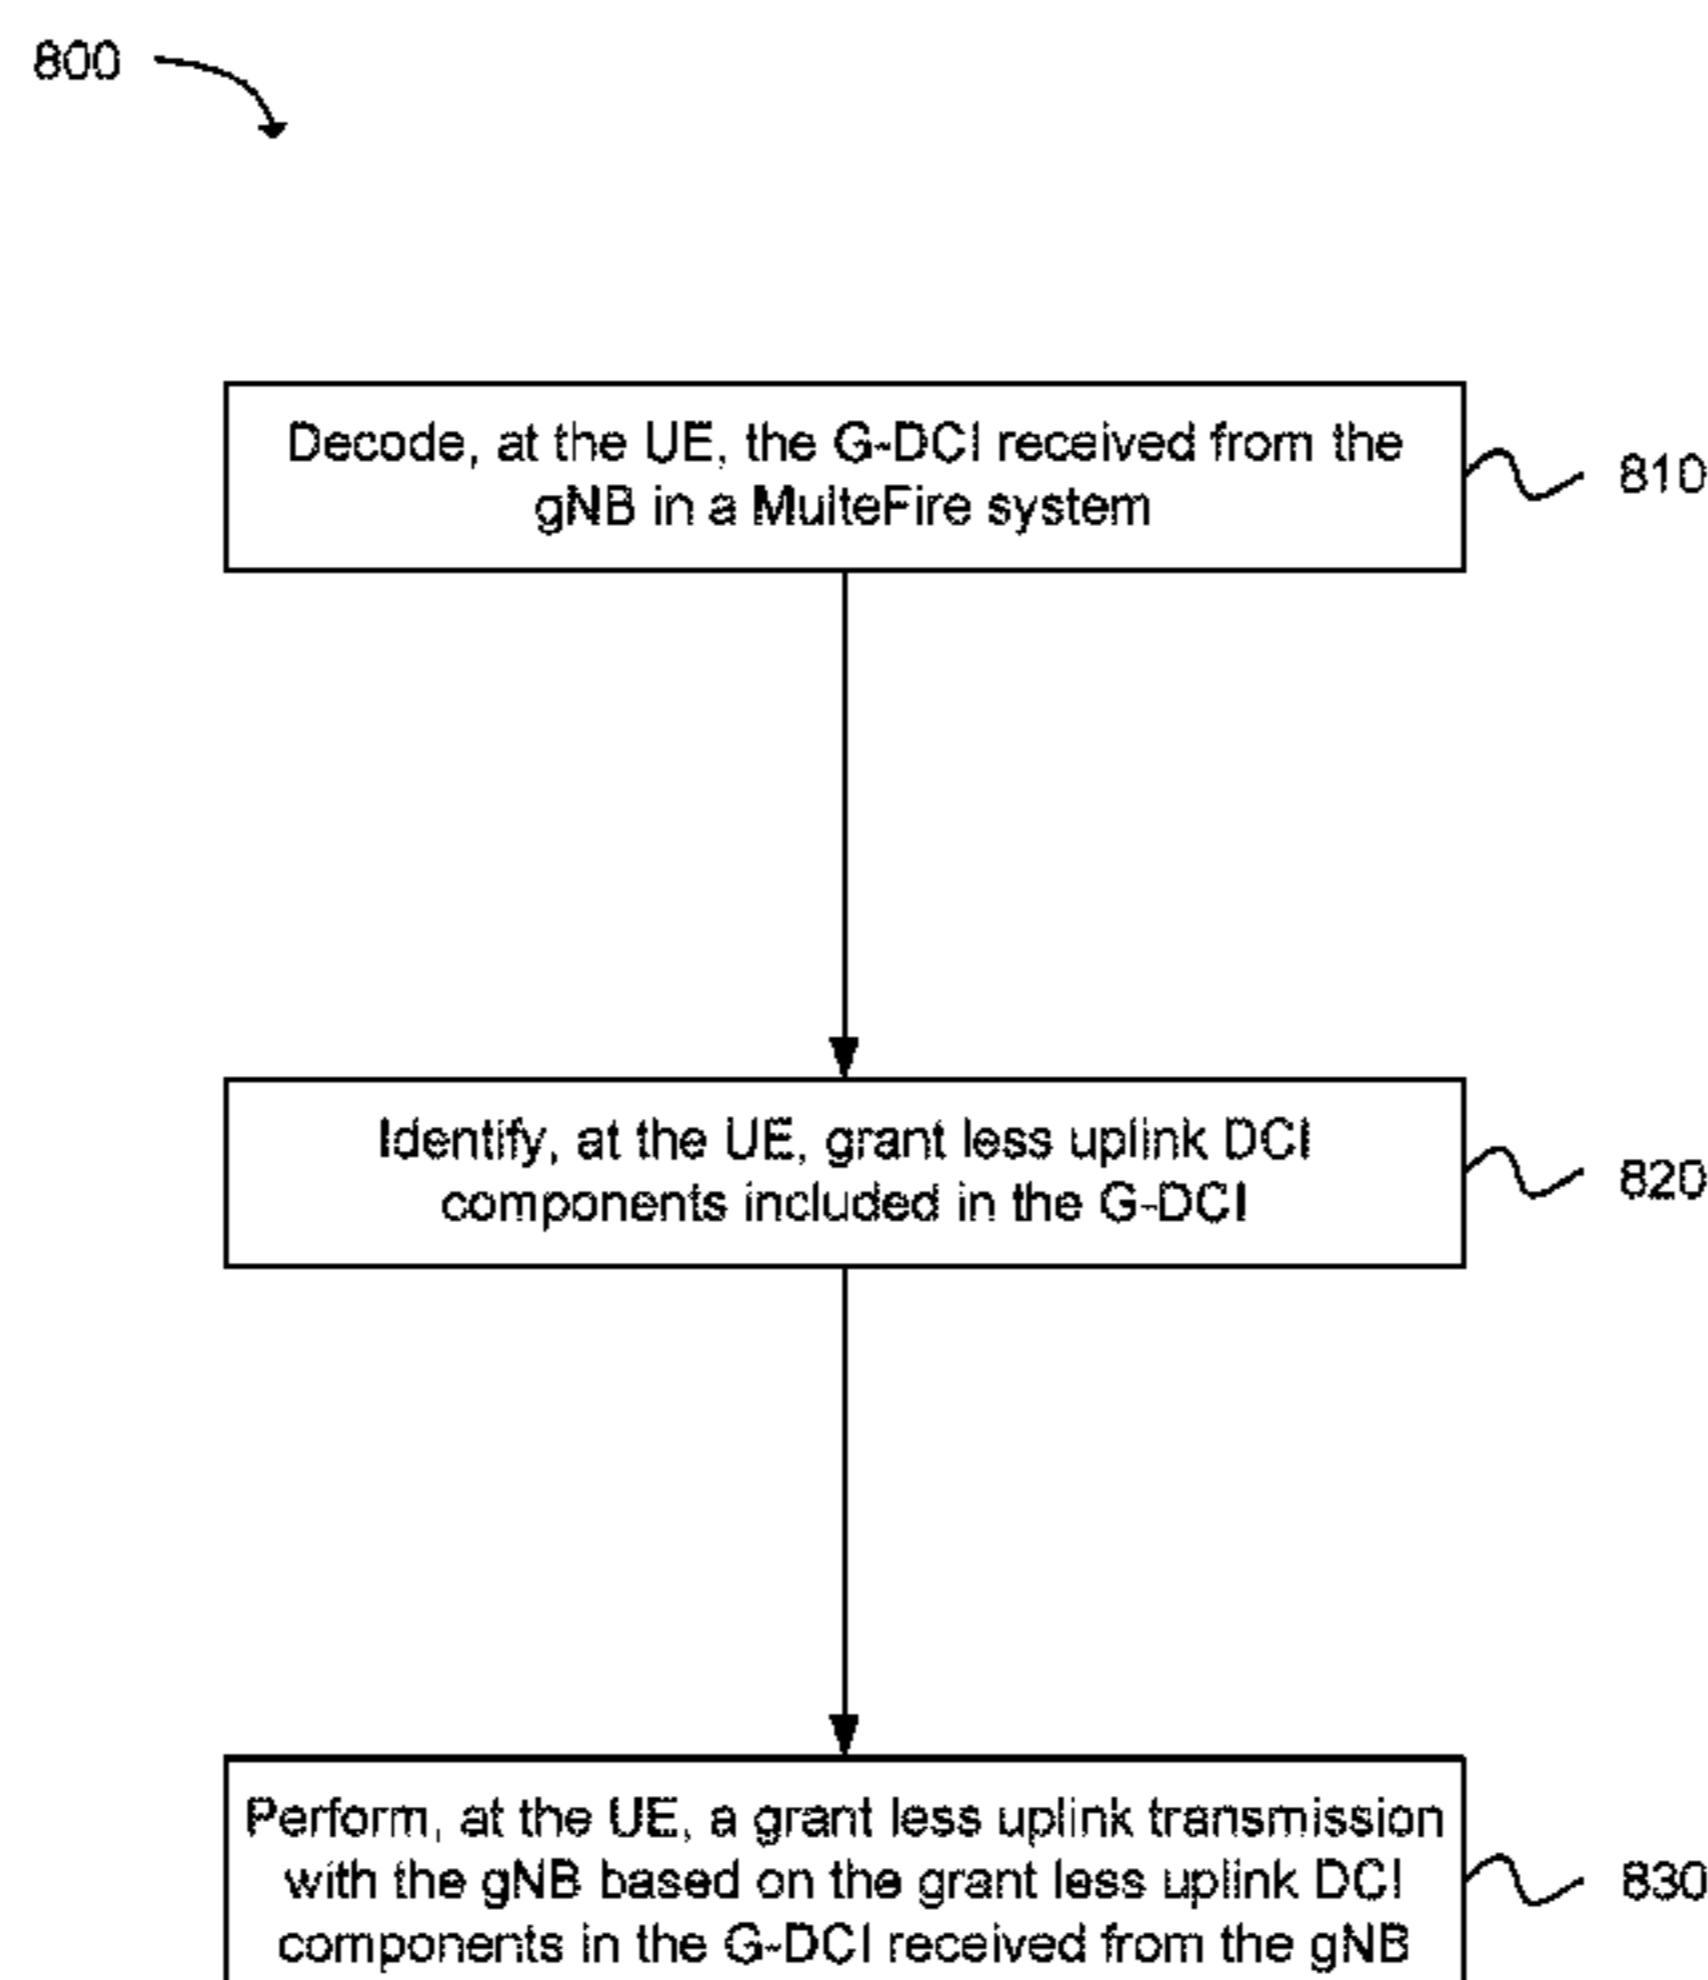 800
Decode, at the UE, the G-DCI received from the
gNB in a MulteFire system
810
Identify, at the UE, grant less uplink DCI
components included in the G-DCI
820
Perform, at the UE, a grant less uplink transmission
with the gNB based on the grant less uplink DCI
components in the G-DCI received from the gNB
830